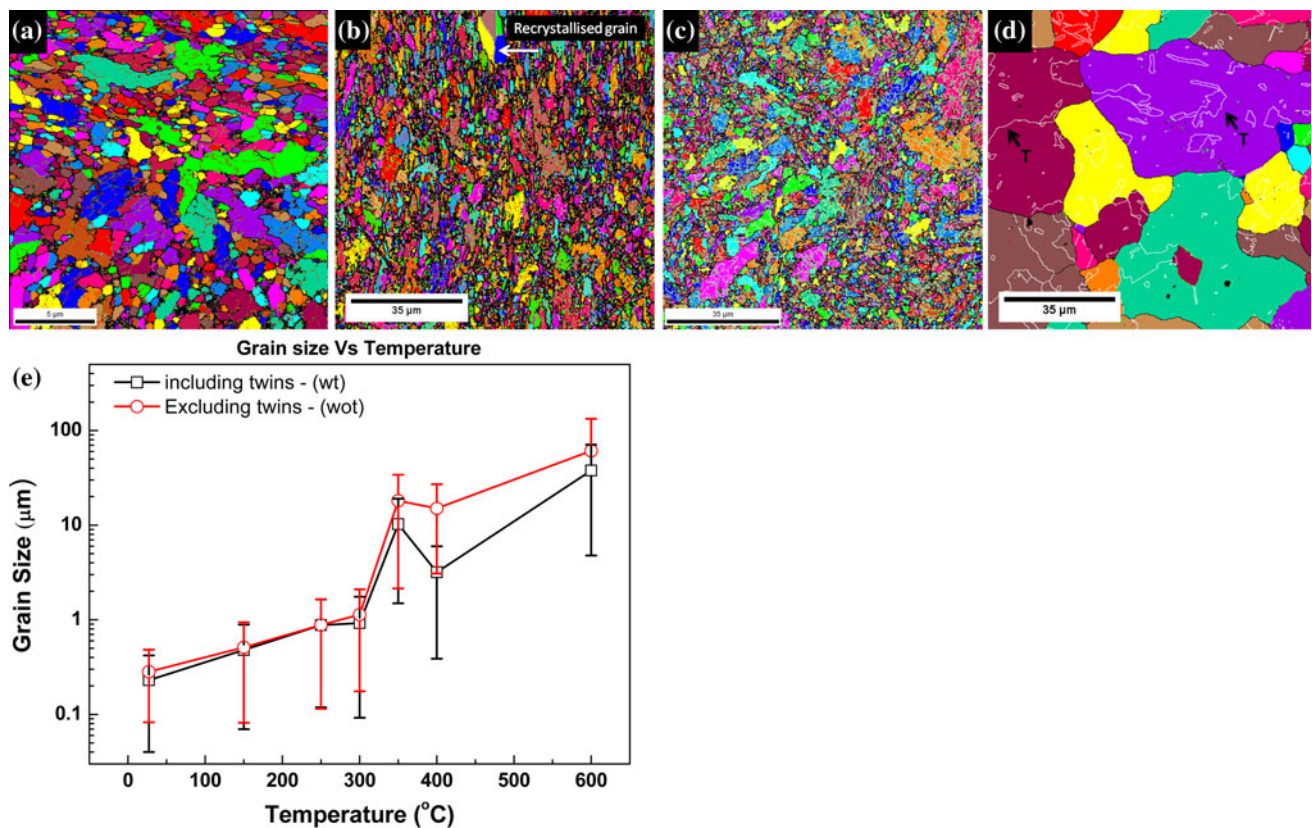 (a)
(b)
Recrystallised grain
(c)
(d)
T
T
5 μm
35 μm
35 μm
35 μm
Grain size Vs Temperature
(e)
including twins - (wt)
Excluding twins - (wot)
100
10
1
0.1
Grain Size (μm)
0 100 200 300 400 500 600
Temperature (°C)